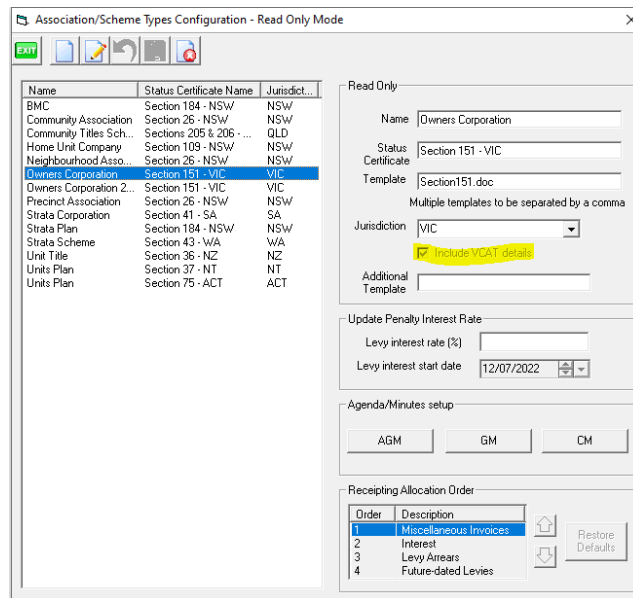 Association/Scheme Types Configuration - Read Only Mode
EXIT
Name Status Certificate Name Jurisdict...
BMC Section 184 - NSW NSW
Community Association Section 26 - NSW NSW
Community Titles Sch... Sections 205 & 206 - ... QLD
Home Unit Company Section 109 - NSW NSW
Neighbourhood Asso... Section 26 - NSW NSW
Owners Corporation Section 151 - VIC VIC
Owners Corporation 2... Section 151 - VIC VIC
Precinct Association Section 26 - NSW NSW
Strata Corporation Section 41 - SA SA
Strata Plan Section 184 - NSW NSW
Strata Scheme Section 43 - WA WA
Unit Title Section 36 - NZ NZ
Units Plan Section 37 - NT NT
Units Plan Section 75 - ACT ACT
Read Only
Name Owners Corporation
Status Certificate Section 151 - VIC
Template Section151.doc
Multiple templates to be separated by a comma
Jurisdiction VIC
Include VCAT details
Additional Template
Update Penalty Interest Rate
Levy interest rate (%)
Levy interest start date 12/07/2022
Agenda/Minutes setup
AGM GM CM
Receipting Allocation Order
Order Description
1 Miscellaneous Invoices
2 Interest
3 Levy Arrears
4 Future-dated Levies
Restore Defaults